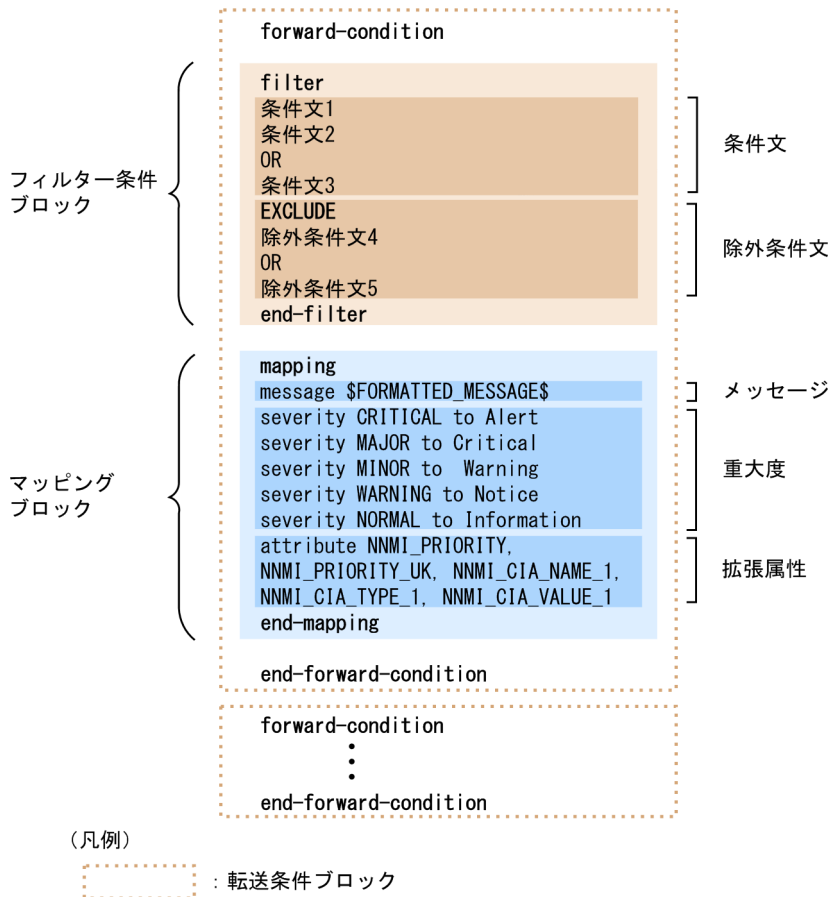 forward-condition
filter
条件文1
条件文2
OR
条件文3
EXCLUDE
除外条件文4
OR
除外条件文5
end-filter
フィルター条件
ブロック
条件文
除外条件文
mapping
message $FORMATTED_MESSAGE$
severity CRITICAL to Alert
severity MAJOR to Critical
severity MINOR to  Warning
severity WARNING to Notice
severity NORMAL to Information
attribute NNMI_PRIORITY,
NNMI_PRIORITY_UK, NNMI_CIA_NAME_1,
NNMI_CIA_TYPE_1, NNMI_CIA_VALUE_1
end-mapping
マッピング
ブロック
メッセージ
重大度
拡張属性
end-forward-condition
forward-condition
end-forward-condition
（凡例）
：転送条件ブロック